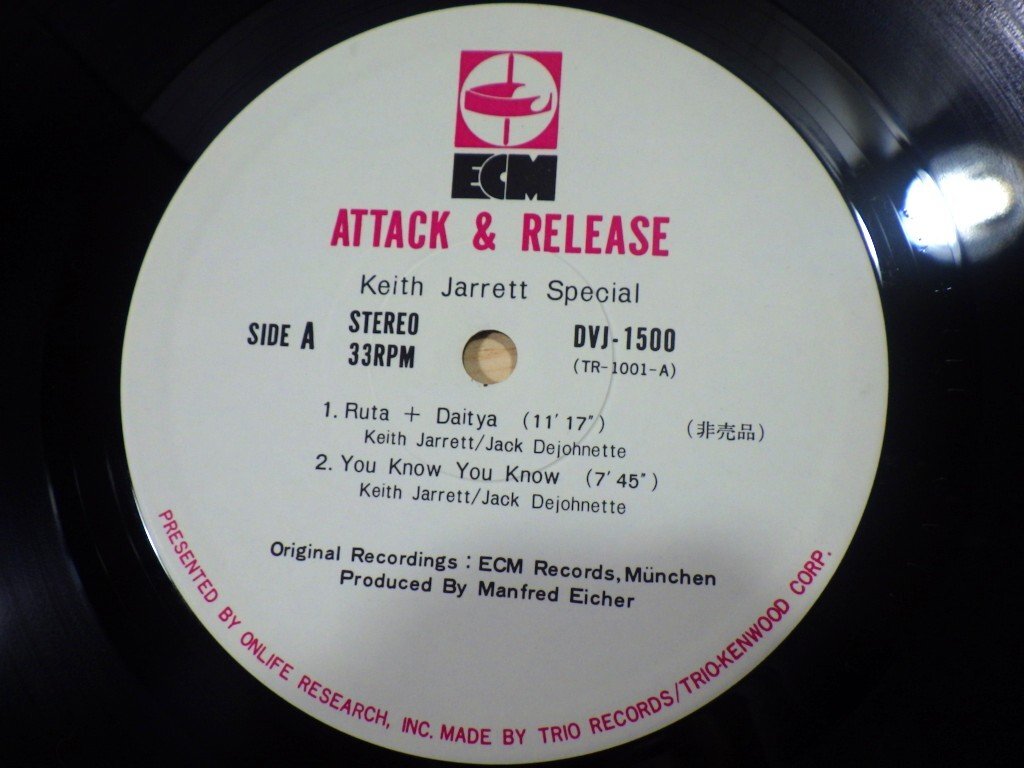 ECM
ATTACK & RELEASE
Keith Jarrett Special
SIDE A STEREO 33RPM
DVJ-1500
(TR-1001-A)
1. Ruta + Daitya (11'17")
Keith Jarrett/Jack Dejohnette
(非売品)
2. You Know You Know (7'45")
Keith Jarrett/Jack Dejohnette
Original Recordings : ECM Records, München
Produced By Manfred Eicher
PRESENTED BY ONLIFE RESEARCH, INC. MADE BY TRIO RECORDS/TRIO-KENWOOD CORP.